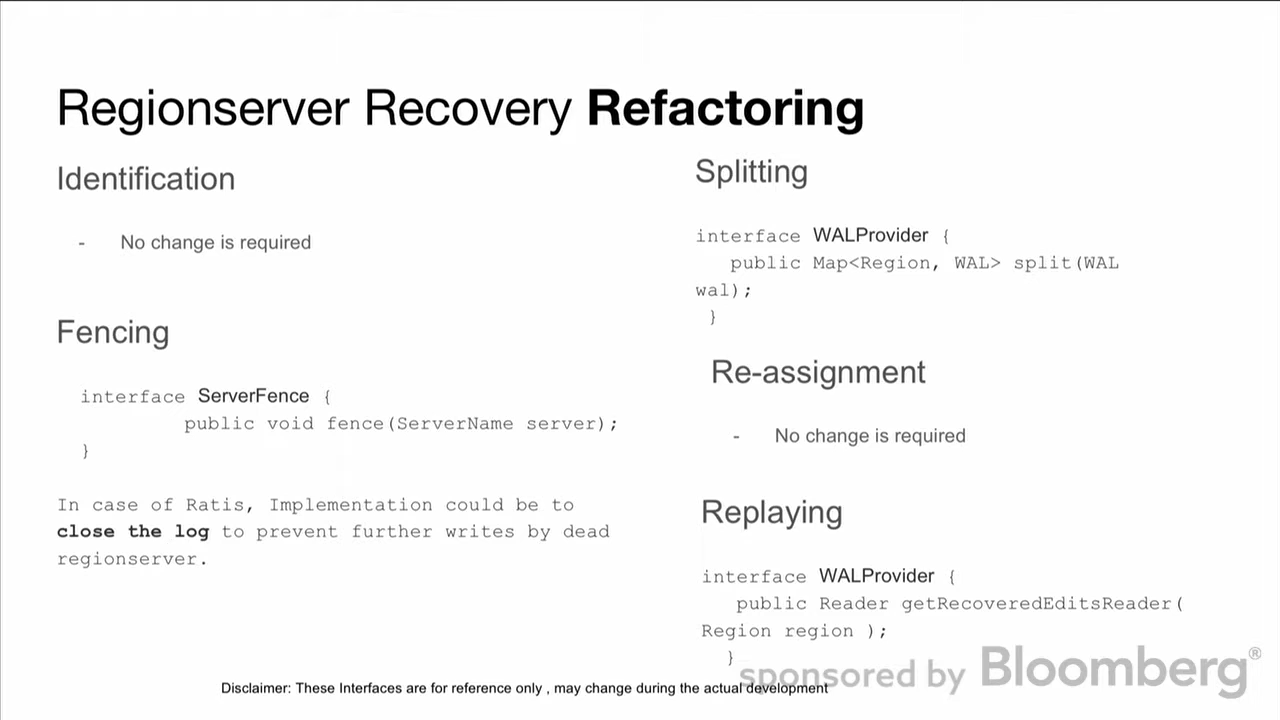 Regionserver Recovery Refactoring
Identification
- No change is required
Fencing
interface ServerFence {
public void fence(ServerName server);
}
In case of Ratis, Implementation could be to
close the log to prevent further writes by dead
regionserver.
Splitting
interface WALProvider {
public Map<Region, WAL> split(WAL
wal);
}
Re-assignment
- No change is required
Replaying
interface WALProvider {
public Reader getRecoveredEditsReader(
Region region );
}
sponsored by Bloomberg®
Disclaimer: These Interfaces are for reference only , may change during the actual development